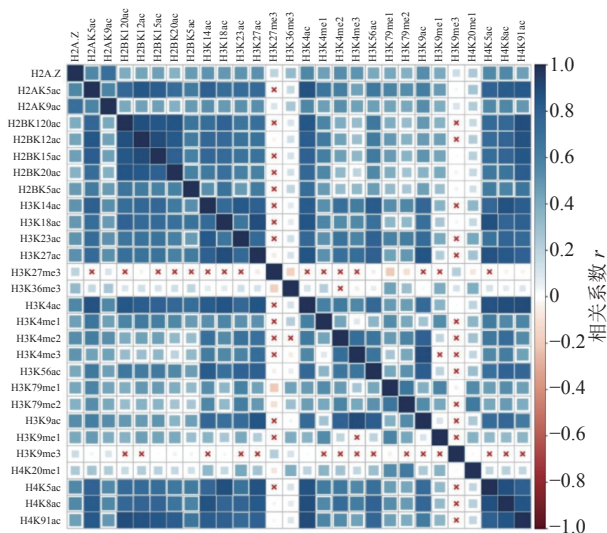 H2A.Z
H2AK5ac
H2AK9ac
H2BK120ac
H2BK12ac
H2BK15ac
H2BK20ac
H2BK5ac
H3K14ac
H3K18ac
H3K23ac
H3K27ac
H3K27me3
H3K36me3
H3K4ac
H3K4me1
H3K4me2
H3K4me3
H3K56ac
H3K79me1
H3K79me2
H3K9ac
H3K9me1
H3K9me3
H4K20me1
H4K5ac
H4K8ac
H4K91ac
H2A.Z
H2AK5ac
H2AK9ac
H2BK120ac
H2BK12ac
H2BK15ac
H2BK20ac
H2BK5ac
H3K14ac
H3K18ac
H3K23ac
H3K27ac
H3K27me3
H3K36me3
H3K4ac
H3K4me1
H3K4me2
H3K4me3
H3K56ac
H3K79me1
H3K79me2
H3K9ac
H3K9me1
H3K9me3
H4K20me1
H4K5ac
H4K8ac
H4K91ac
1.0
0.8
0.6
0.4
0.2
0
−0.2
−0.4
−0.6
−0.8
−1.0
相关系数 r